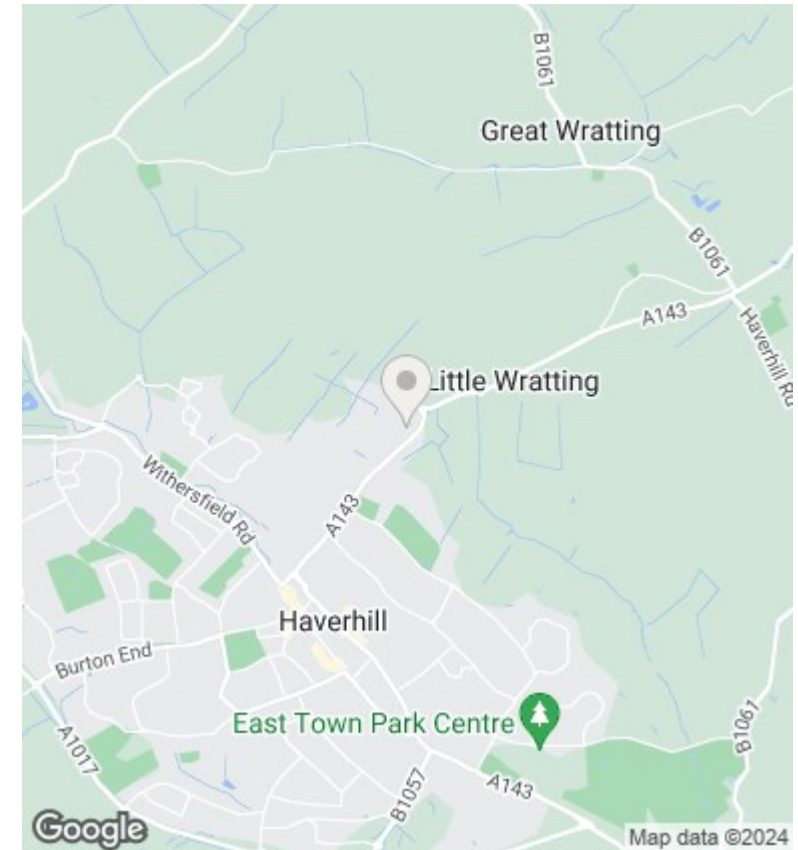 B1061
Great Wratting
B1061
A143
Haverhill Rd
Little Wratting
Withersfield Rd
A143
Haverhill
Burton End
East Town Park Centre
B1061
A1017
B1057
A143
Google
Map data ©2024